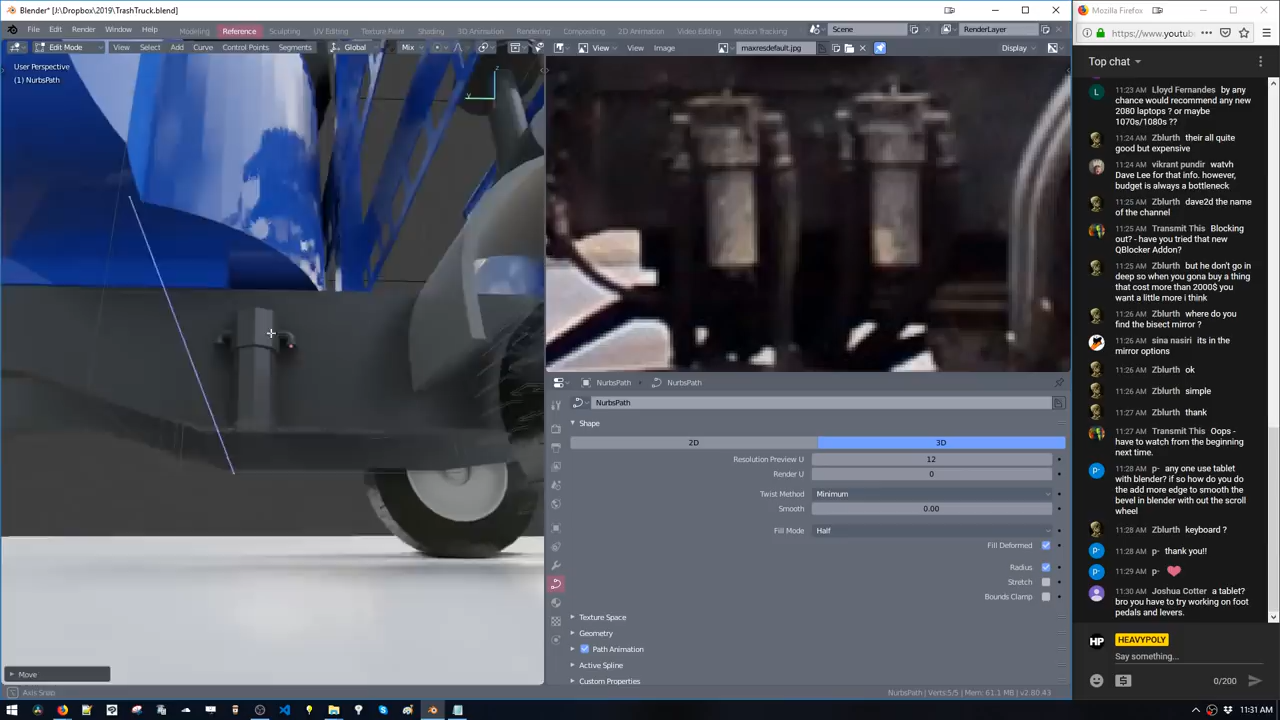 Blender* [J:\Dropbox\2019\TrashTruck.blend]
File Render Window Help Modeling Reference Sculpting UV Editing Texture Paint Shading Animation Rendering Compositing 2D Animation Video Editing Motion Tracking Scene RenderLayer
Edit Mode View Select Add Curve Control Points Segments Global Mix
View View Image maxresdefault.jpg Display
User Perspective
(1) NurbsPath
z
Y
NurbsPath NurbsPath
NurbsPath
Shape
2D 3D
Resolution Preview U 12
Render U 0
Twist Method Minimum
Smooth 0.00
Fill Mode Half
Fill Deformed
Radius
Stretch
Bounds Clamp
Texture Space
Geometry
Path Animation
Active Spline
Custom Properties
Move
Axis Snap
NurbsPath | Verts:5/5 | Mem: 61.1 MB | v2.80.43
Mozilla Firefox
https://www.youtub
Top chat
11:23 AM Lloyd Fernandes by any
chance would recommend any new
2080 laptops ? or maybe
1070s/1080s ??
11:24 AM Zblurth their all quite
good but expensive
11:24 AM vikrant pundir watvh
Dave Lee for that info. however,
budget is always a bottleneck
11:25 AM Zblurth dave2d the name
of the channel
11:25 AM Transmit This Blocking
out? - have you tried that new
QBlocker Addon?
11:25 AM Zblurth but he don't go in
deep so when you gona buy a thing
that cost more than 2000$ you
want a little more i think
11:26 AM Zblurth where do you
find the bisect mirror ?
11:26 AM sina nasiri its in the
mirror options
11:26 AM Zblurth ok
11:26 AM Zblurth simple
11:27 AM Zblurth thank
11:27 AM Transmit This Oops -
have to watch from the beginning
next time.
11:28 AM p- any one use tablet
with blender? if so how do you do
the add more edge to smooth the
bevel in blender with out the scroll
wheel
11:28 AM Zblurth keyboard ?
11:28 AM p- thank you!!
11:29 AM p- ❤
11:30 AM Joshua Cotter a tablet?
bro you have to try working on foot
pedals and levers.
HP HEAVYPOLY
Say something...
0/200
11:31 AM